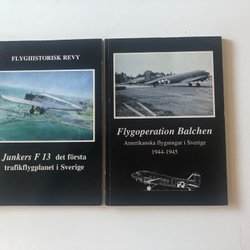 FLYGHISTORISK REVY
Junkers F 13 det första
trafikflygplanet i Sverige
Flygoperation Balchen
Amerikanska flygningar i Sverige
1944-1945